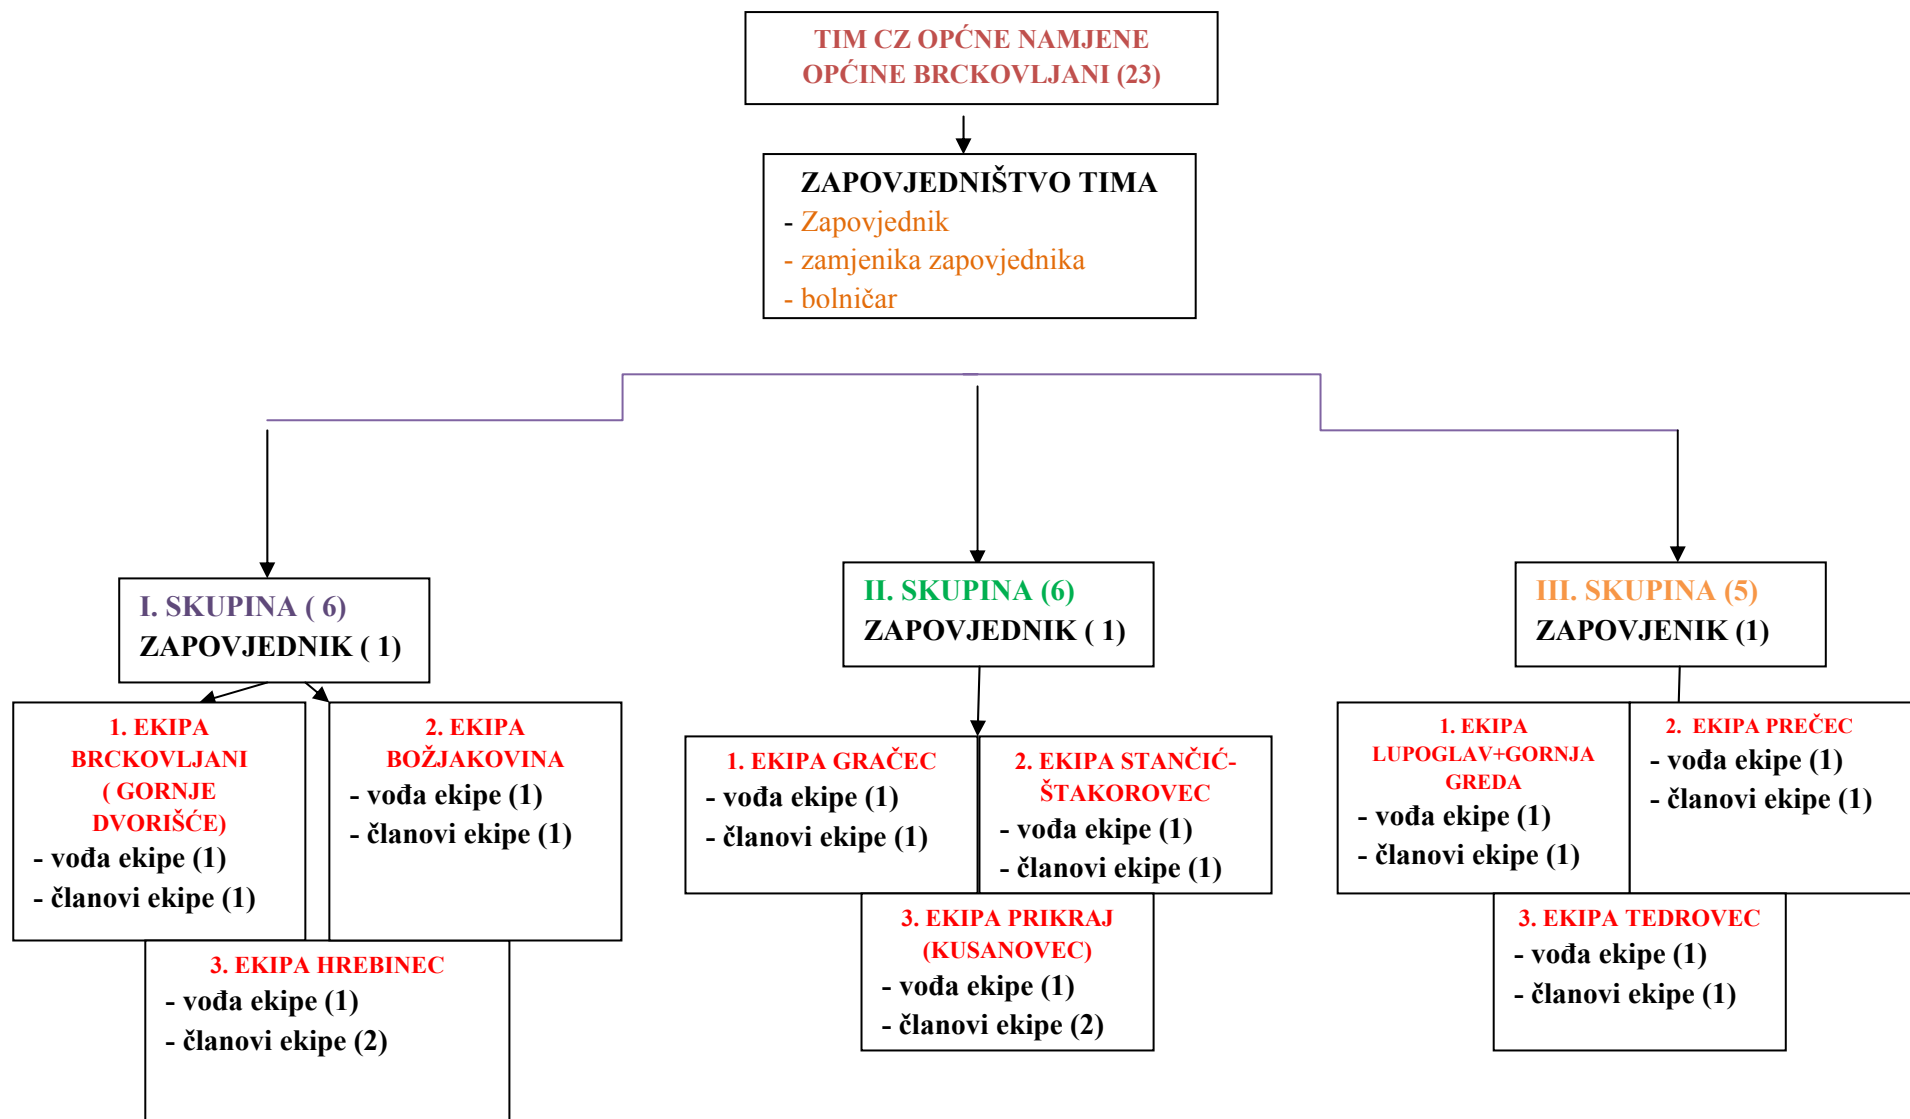 TIM CZ OPĆNE NAMJENE
OPĆINE BRCKOVLJANI (23)
ZAPOVJEDNIŠTVO TIMA
- Zapovjednik
- zamjenika zapovjednika
- bolničar
I. SKUPINA ( 6)
ZAPOVJEDNIK ( 1)
II. SKUPINA (6)
ZAPOVJEDNIK ( 1)
III. SKUPINA (5)
ZAPOVJENIK (1)
1. EKIPA
BRCKOVLJANI
( GORNJE
DVORIŠĆE)
- vođa ekipe (1)
- članovi ekipe (1)
2. EKIPA
BOŽJAKOVINA
- vođa ekipe (1)
- članovi ekipe (1)
3. EKIPA HREBINEC
- vođa ekipe (1)
- članovi ekipe (2)
1. EKIPA GRAČEC
- vođa ekipe (1)
- članovi ekipe (1)
2. EKIPA STANČIĆ-
ŠTAKOROVEC
- vođa ekipe (1)
- članovi ekipe (1)
3. EKIPA PRIKRAJ
(KUSANOVEC)
- vođa ekipe (1)
- članovi ekipe (2)
1. EKIPA
LUPOGLAV+GORNJA
GREDA
- vođa ekipe (1)
- članovi ekipe (1)
2. EKIPA PREČEC
- vođa ekipe (1)
- članovi ekipe (1)
3. EKIPA TEDROVEC
- vođa ekipe (1)
- članovi ekipe (1)